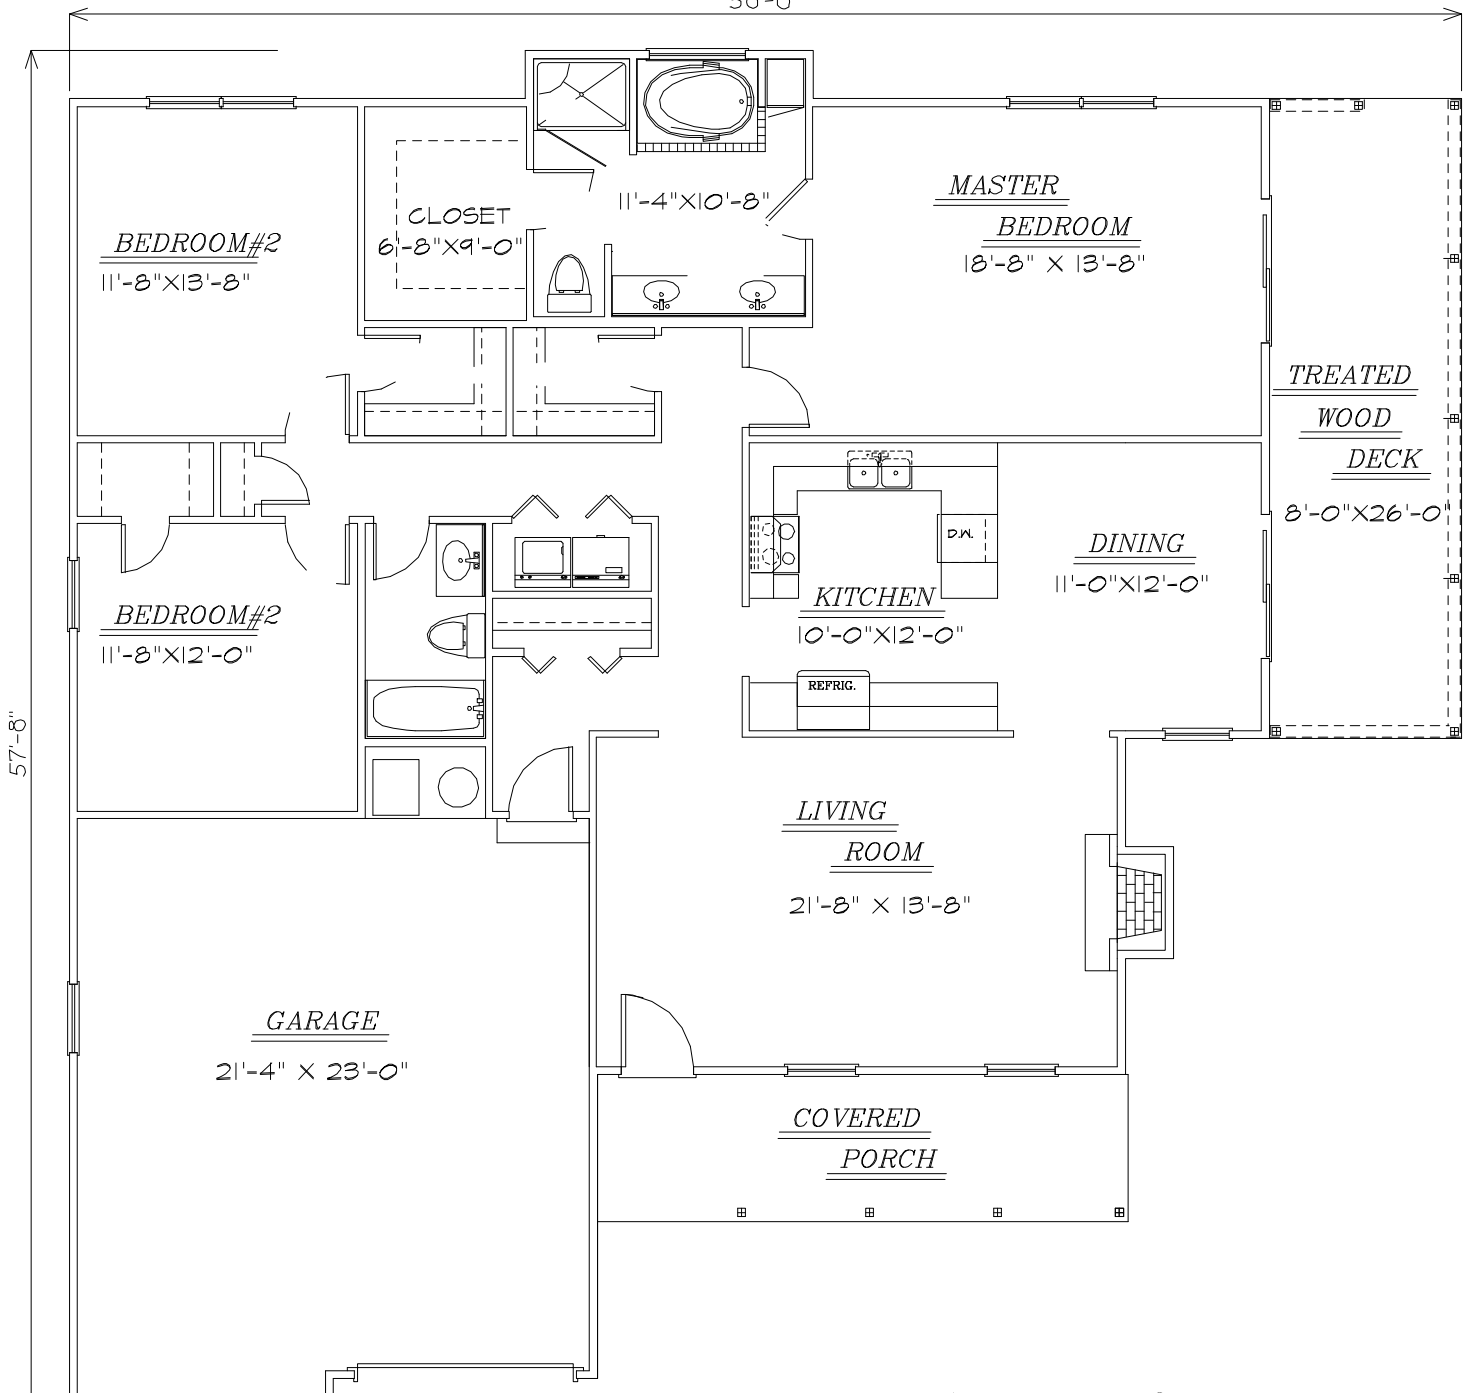 MASTER
11'-4"X10'-8"
CLOSET
6'-8"X9'-0"
BEDROOM
18'-8" X 13'-8"
BEDROOM#2
11'-8"X13'-8"
TREATED
WOOD
DECK
8'-0"X26'-0"
D.W.
DINING
11'-0"X12'-0"
KITCHEN
10'-0"X12'-0"
BEDROOM#2
11'-8"X12'-0"
REFRIG.
57'-8"
LIVING
ROOM
21'-8" X 13'-8"
GARAGE
21'-4" X 23'-0"
COVERED
PORCH